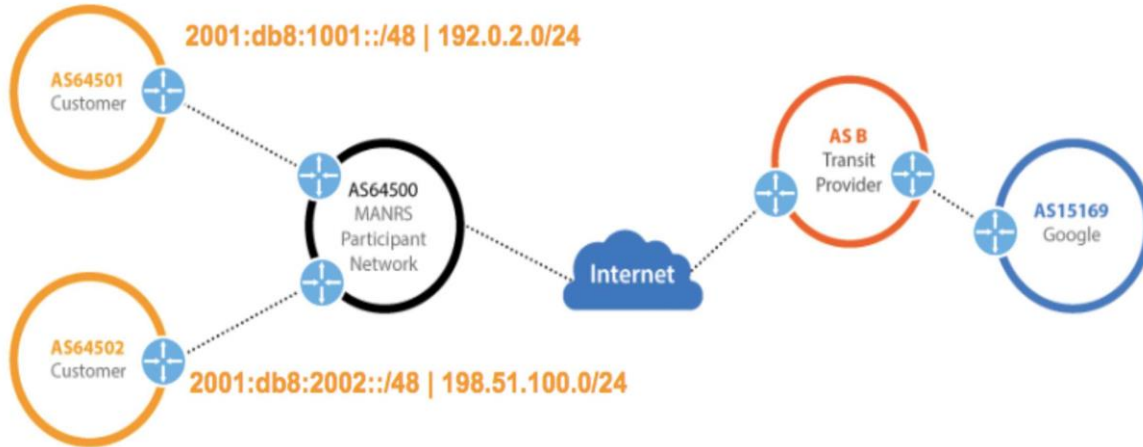 2001:db8:1001::/48 | 192.0.2.0/24
AS64501
Customer
AS64500
MANRS
Participant
Network
AS64502
Customer
2001:db8:2002::/48 | 198.51.100.0/24
Internet
AS B
Transit
Provider
AS15169
Google